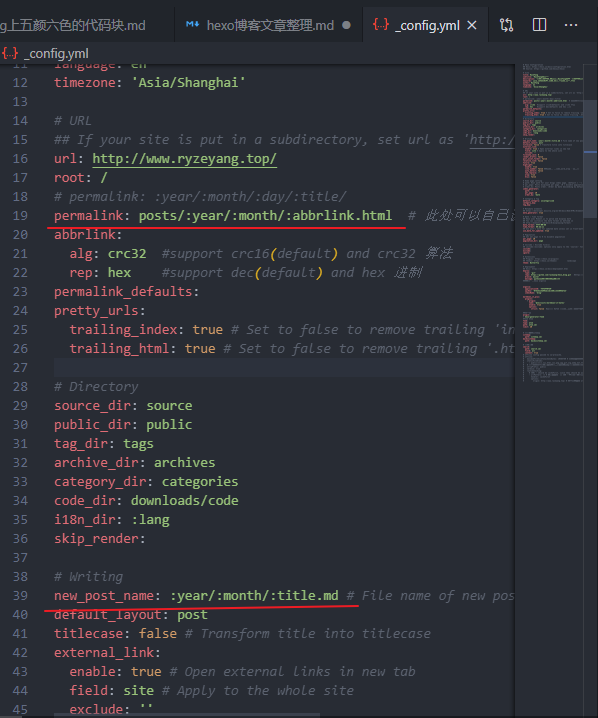 g上五颜六色的代码块.md hexo博客文章整理.md _config.yml
_config.yml
11 language: en
12 timezone: 'Asia/Shanghai'
13
14 # URL
15 ## If your site is put in a subdirectory, set url as 'http:/
16 url: http://www.ryzeyang.top/
17 root: /
18 # permalink: :year/:month/:day/:title/
19 permalink: posts/:year/:month/:abbrlink.html # 此处可以自己
20 abbrlink:
21 alg: crc32 #support crc16(default) and crc32 算法
22 rep: hex #support dec(default) and hex 进制
23 permalink_defaults:
24 pretty_urls:
25 trailing_index: true # Set to false to remove trailing 'in
26 trailing_html: true # Set to false to remove trailing '.ht
27
28 # Directory
29 source_dir: source
30 public_dir: public
31 tag_dir: tags
32 archive_dir: archives
33 category_dir: categories
34 code_dir: downloads/code
35 i18n_dir: :lang
36 skip_render:
37
38 # Writing
39 new_post_name: :year/:month/:title.md # File name of new pos
40 default_layout: post
41 titlecase: false # Transform title into titlecase
42 external_link:
43 enable: true # Open external links in new tab
44 field: site # Apply to the whole site
45 exclude: ''